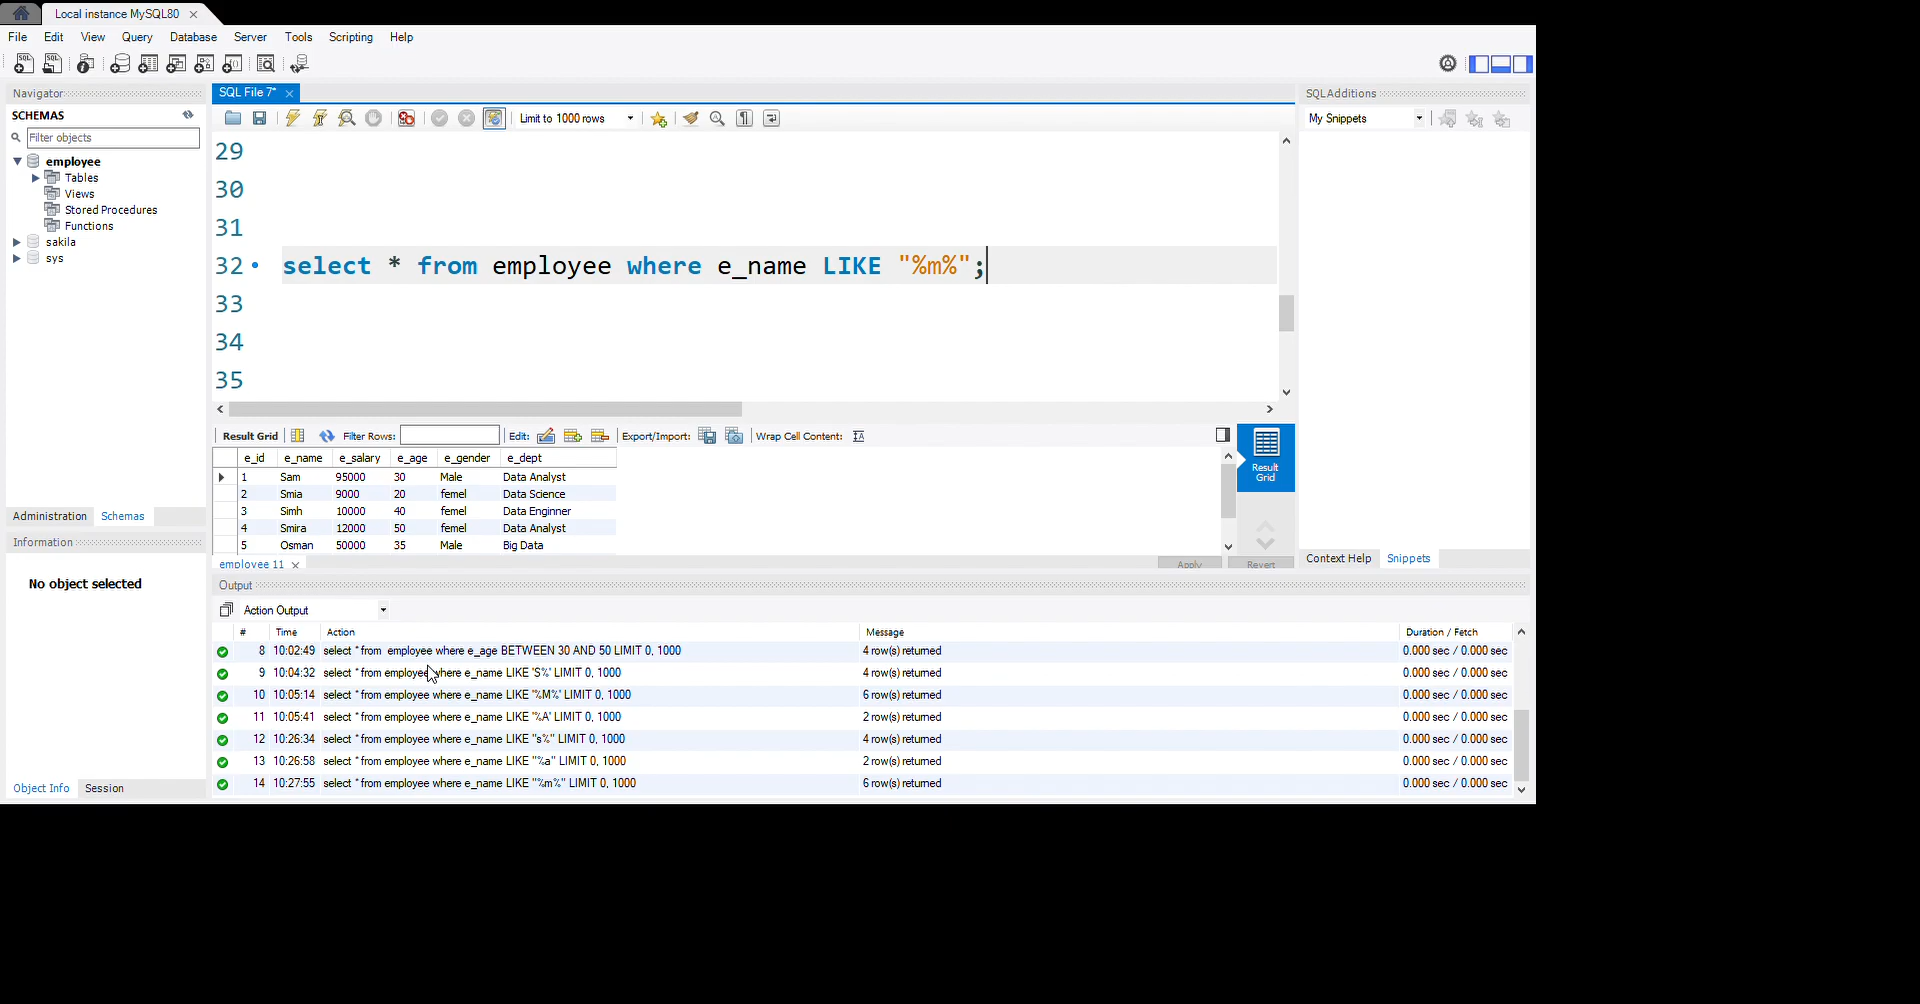 Local instance MySQL80
File Edit View Query Database Server Tools Scripting Help
Navigator
SCHEMAS
Filter objects
employee
Tables
Views
Stored Procedures
Functions
sakila
sys
Administration Schemas
Information
No object selected
Object Info Session
SQL File 7*
Limit to 1000 rows
29
30
31
32 select * from employee where e_name LIKE "%m%";
33
34
35
Result Grid Filter Rows: Edit: Export/Import: Wrap Cell Content:
e_id e_name e_salary e_age e_gender e_dept
1 Sam 95000 30 Male Data Analyst
2 Smia 9000 20 femel Data Science
3 Simh 10000 40 femel Data Enginner
4 Smira 12000 50 femel Data Analyst
5 Osman 50000 35 Male Big Data
Result
Grid
employee 11 Apply Revert
SQLAdditions
My Snippets
Context Help Snippets
Output
Action Output
# Time Action Message Duration / Fetch
8 10:02:49 select * from  employee where e_age BETWEEN 30 AND 50 LIMIT 0, 1000 4 row(s) returned 0.000 sec / 0.000 sec
9 10:04:32 select * from employee where e_name LIKE 'S%' LIMIT 0, 1000 4 row(s) returned 0.000 sec / 0.000 sec
10 10:05:14 select * from employee where e_name LIKE '%M%' LIMIT 0, 1000 6 row(s) returned 0.000 sec / 0.000 sec
11 10:05:41 select * from employee where e_name LIKE '%A' LIMIT 0, 1000 2 row(s) returned 0.000 sec / 0.000 sec
12 10:26:34 select * from employee where e_name LIKE "s%" LIMIT 0, 1000 4 row(s) returned 0.000 sec / 0.000 sec
13 10:26:58 select * from employee where e_name LIKE "%a" LIMIT 0, 1000 2 row(s) returned 0.000 sec / 0.000 sec
14 10:27:55 select * from employee where e_name LIKE "%m%" LIMIT 0, 1000 6 row(s) returned 0.000 sec / 0.000 sec